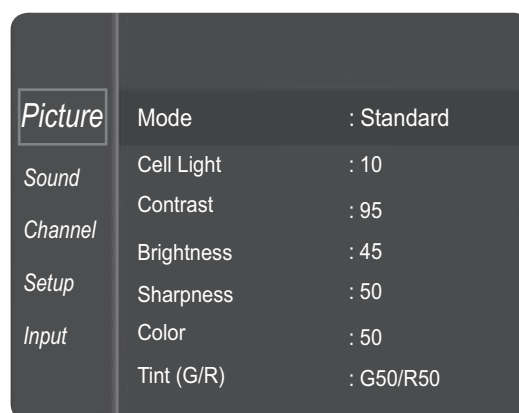 Picture
Sound
Channel
Setup
Input
Mode : Standard
Cell Light : 10
Contrast : 95
Brightness : 45
Sharpness : 50
Color : 50
Tint (G/R) : G50/R50